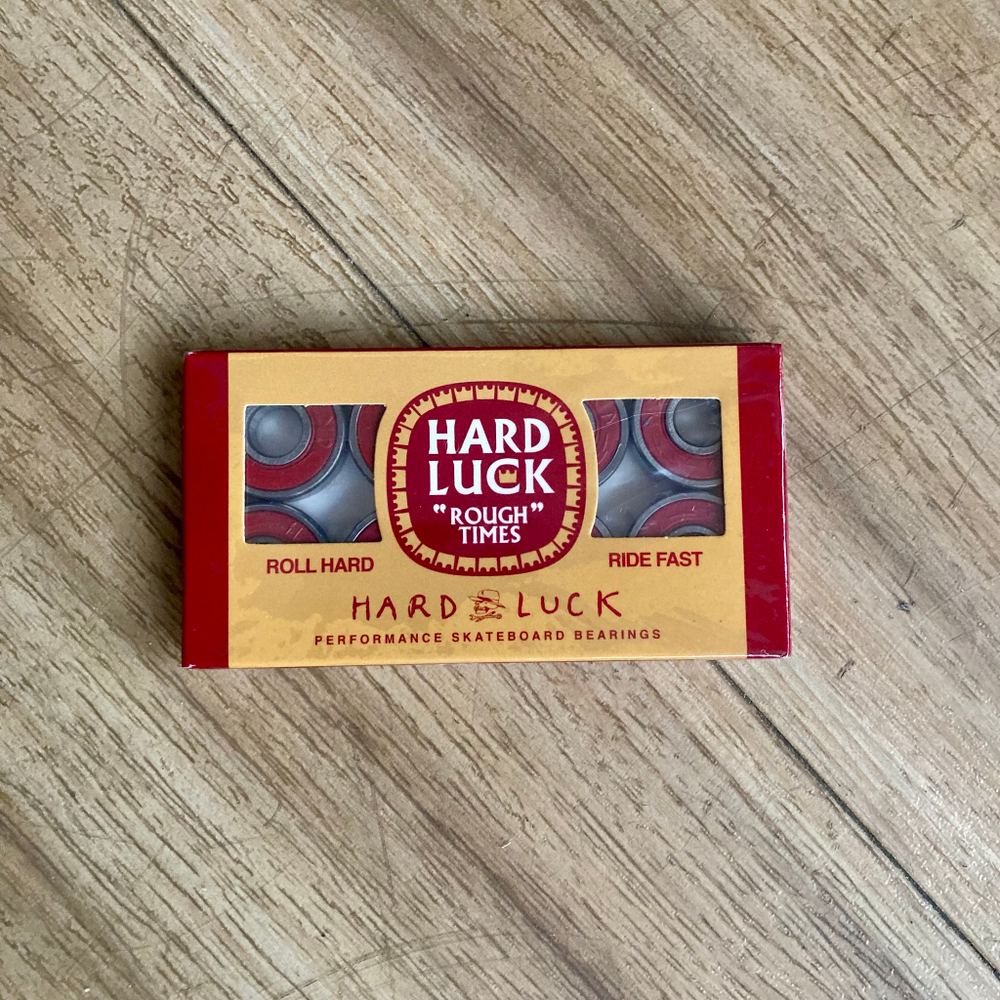 HARD
LUCK
"ROUGH"
TIMES
ROLL HARD
RIDE FAST
HARD LUCK
PERFORMANCE SKATEBOARD BEARINGS